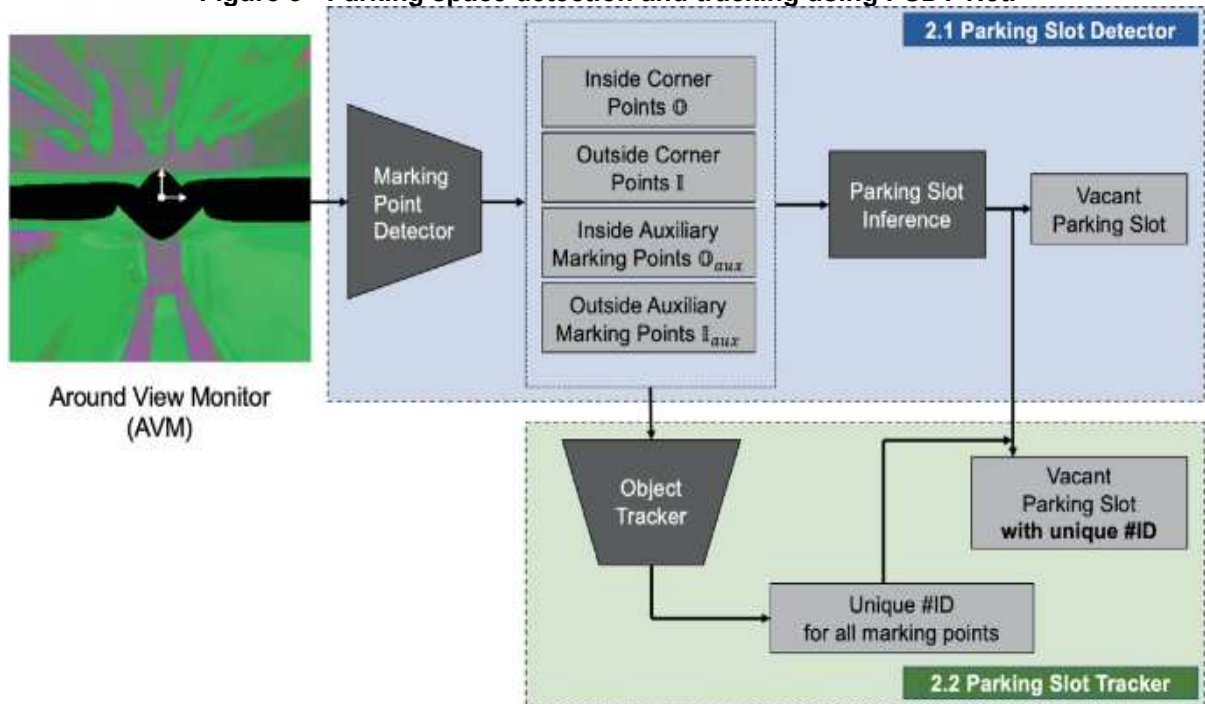 2.1 Parking Slot Detector
Inside Corner
Points 𝕆
Outside Corner
Points 𝕀
Inside Auxiliary
Marking Points 𝕆aux
Outside Auxiliary
Marking Points 𝕀aux
Marking
Point
Detector
Parking Slot
Inference
Vacant
Parking Slot
Around View Monitor
(AVM)
Object
Tracker
Vacant
Parking Slot
with unique #ID
Unique #ID
for all marking points
2.2 Parking Slot Tracker